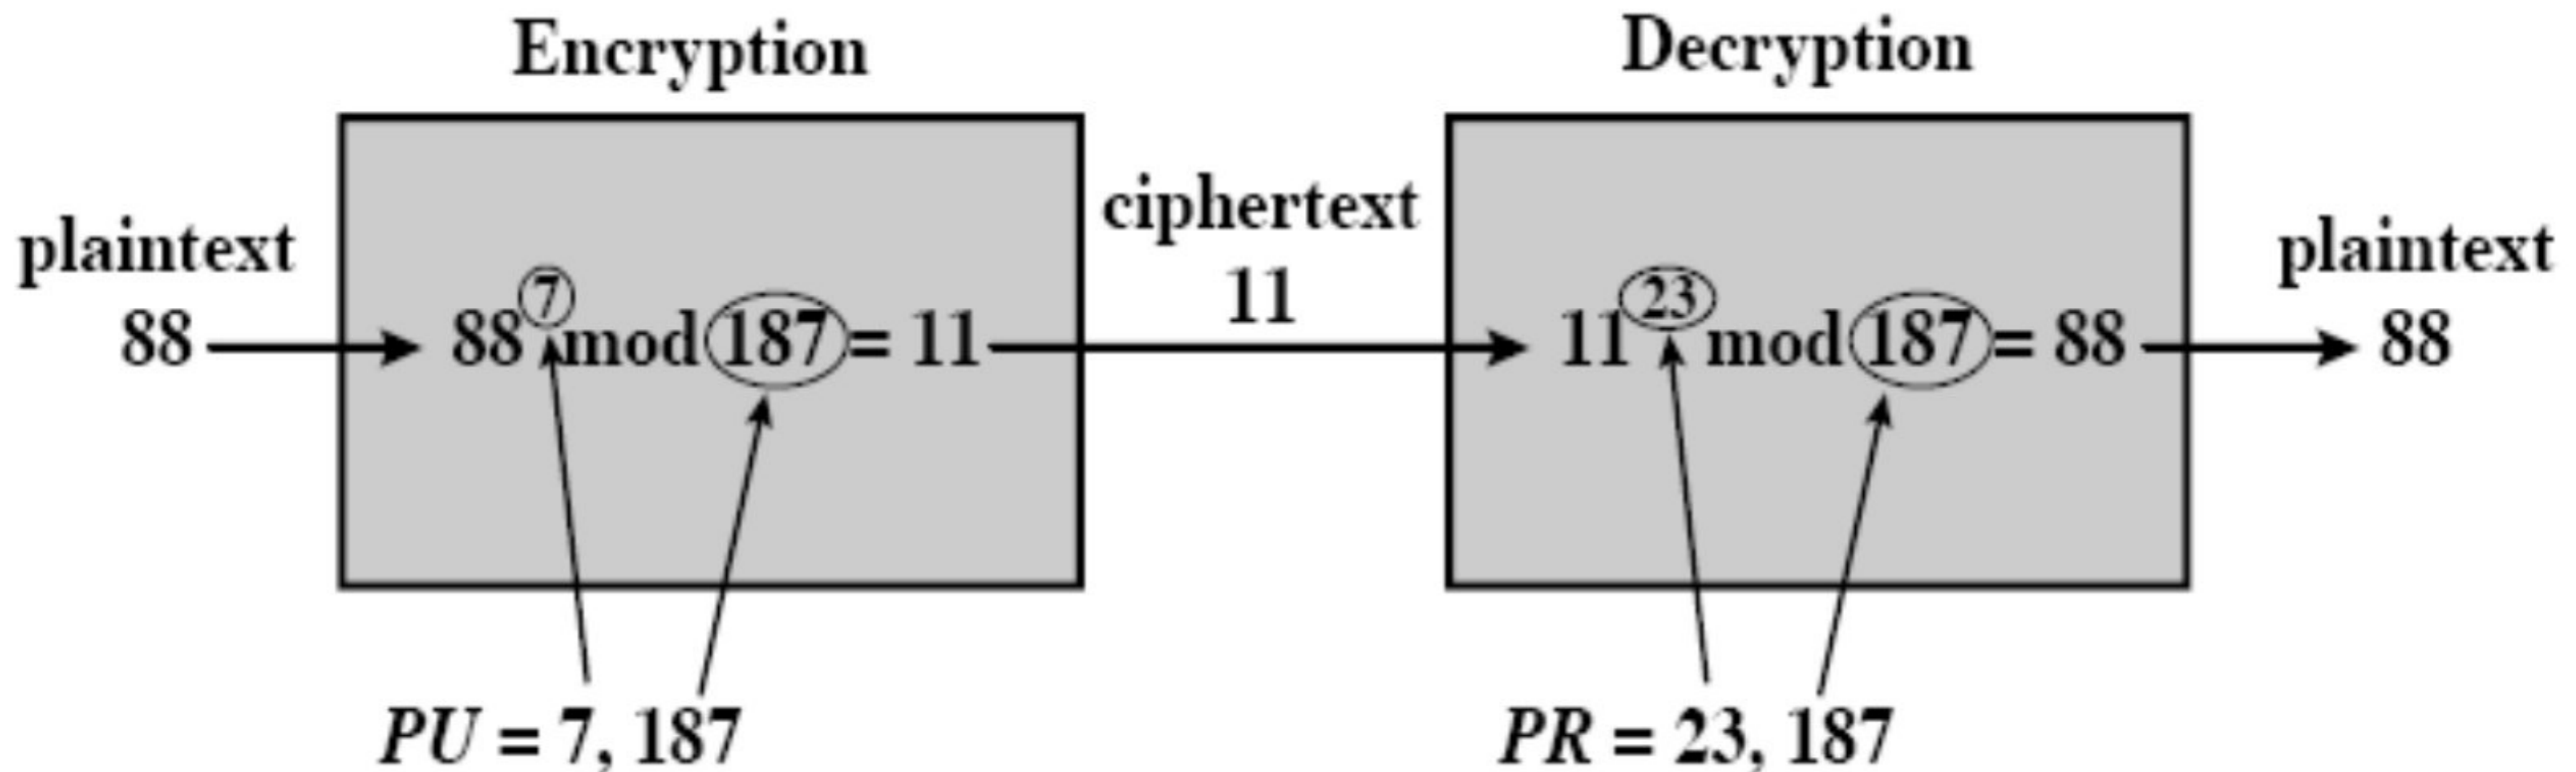 Encryption
Decryption
plaintext
88
88^7 mod 187 = 11
ciphertext
11
11^23 mod 187 = 88
plaintext
88
PU = 7, 187
PR = 23, 187